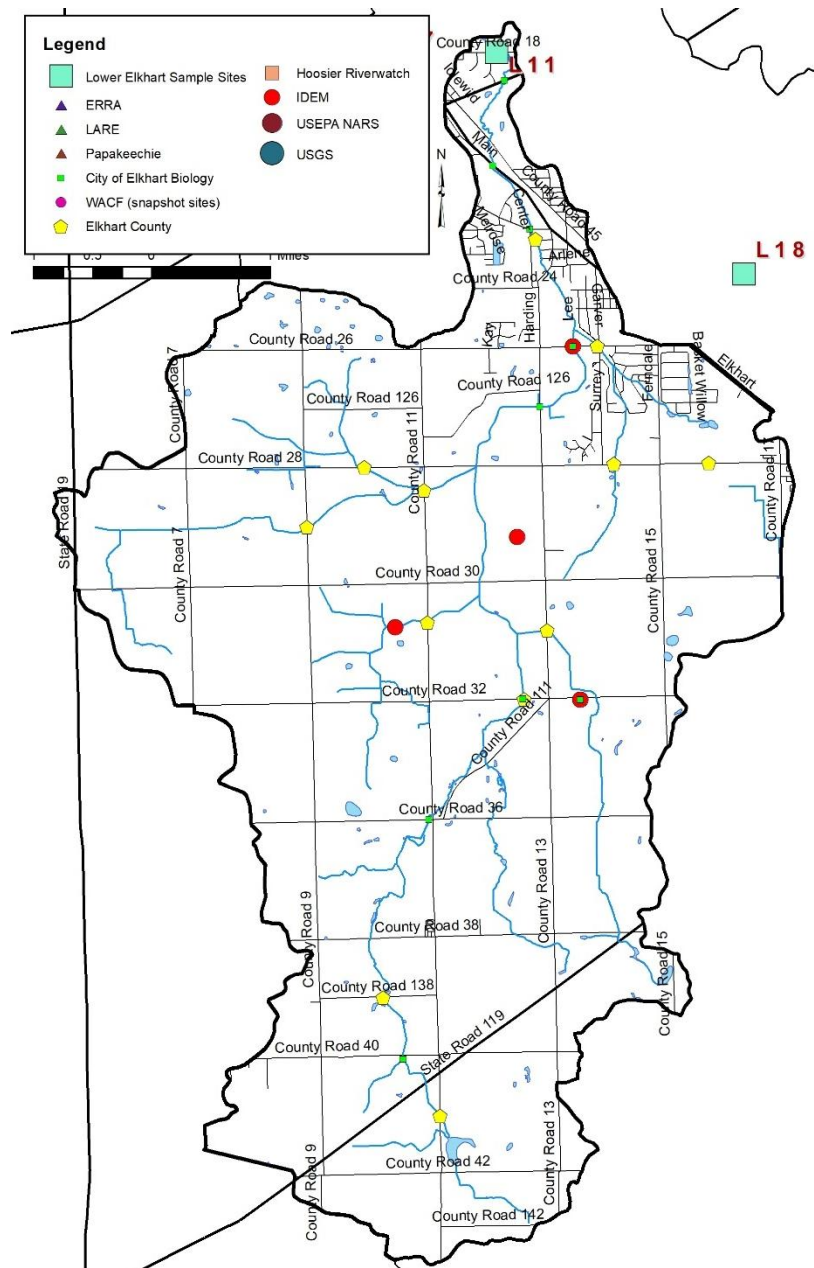 Legend
Lower Elkhart Sample Sites
ERRA
LARE
Papakeechie
City of Elkhart Biology
WACF (snapshot sites)
Elkhart County
Hoosier Riverwatch
IDEM
USEPA NARS
USGS
County Road 18
L11
Idlewild
N
Main
County Road 45
Center
Melrose
Arlene
L18
Miles
County Road 24
Harding
Lee
Garver
Kay
County Road 26
County Road 7
Surrey
Ferndale
Basket Willow
Elkhart
County Road 126
County Road 126
County Road 11
County Road 28
County Road 17
State Road 19
County Road 7
County Road 15
County Road 30
County Road 32
County Road 111
County Road 36
County Road 13
County Road 9
County Road 38
County Road 15
County Road 138
State Road 119
County Road 40
County Road 13
County Road 9
County Road 42
County Road 142